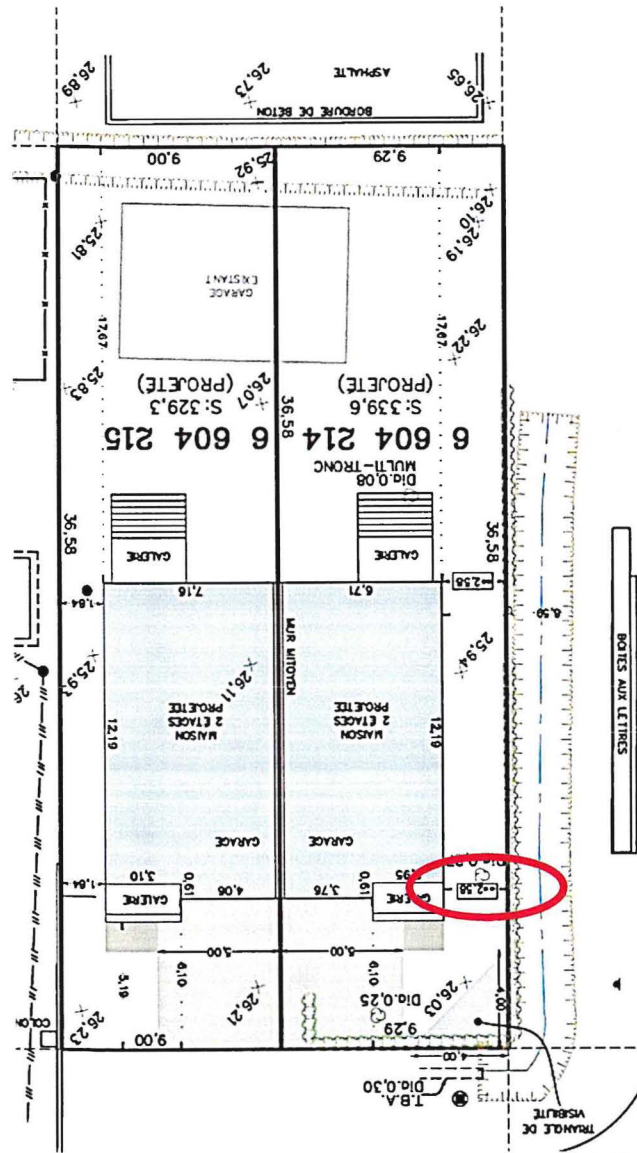 26,89
26,73
26,65
ASPHALTE
BORDURE DE BÉTON
9,00
25,92
9,29
26,10
26,19
25,81
GARAGE
EXISTANT
17,67
17,67
26,22
25,83
(PROJETÉ)
S: 329,3
6 604 215
26,07
36,58
(PROJETÉ)
S: 339,6
6 604 214
MULTI-TRONC
Dia:0,08
36,58
36,58
GALERIE
GALERIE
7,16
6,71
1,84
2,58
6,50
25,93
25,94
26,11
MUR MITOYEN
MAISON
2 ÉTAGES
PROJETÉE
MAISON
2 ÉTAGES
PROJETÉE
12,19
12,19
BOITES AUX LETTRES
GARAGE
GARAGE
1,84
3,10
0,61
4,06
3,76
0,61
2,58
GALERIE
5,00
5,00
5,19
6,10
6,10
26,23
26,21
Dia:0,25
26,03
4,00
9,00
9,29
4,00
T.B.A.
Dia:0,30
TRIANGLE DE
VISIBILITÉ